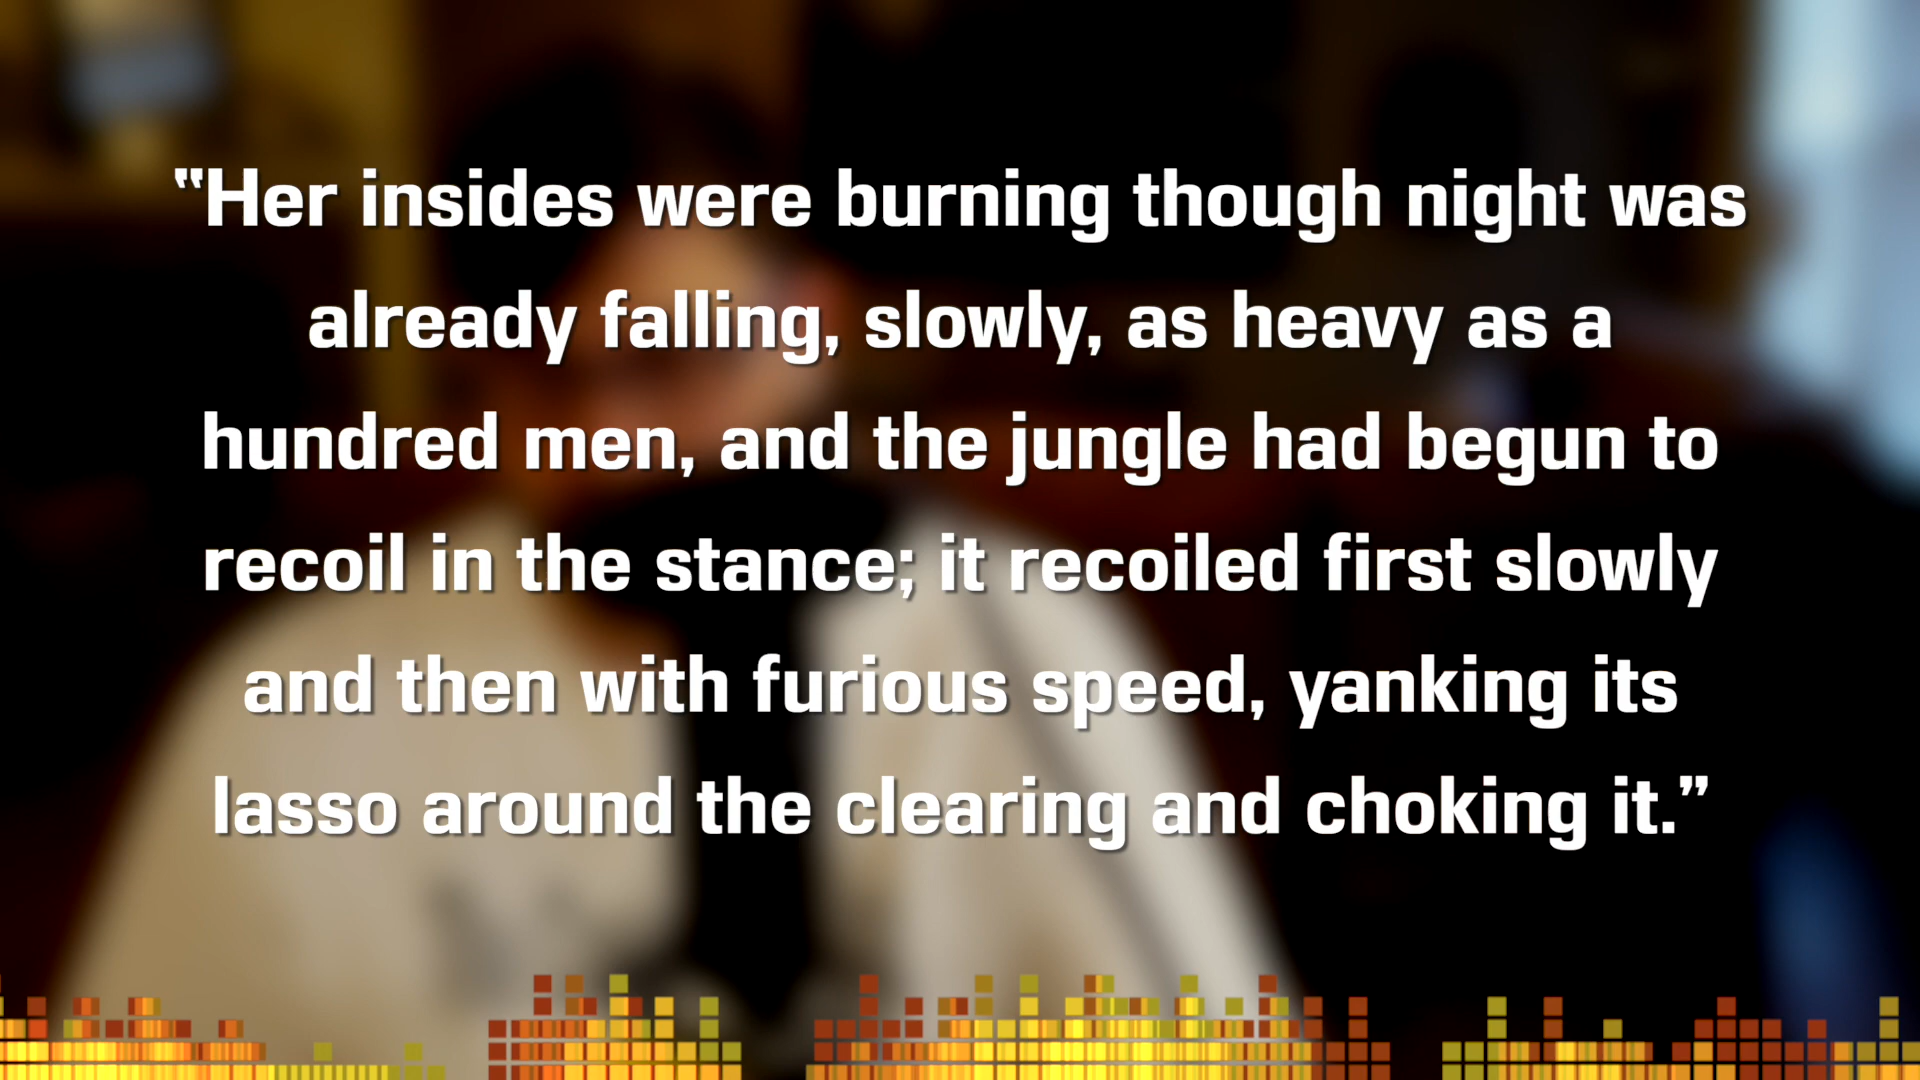 "Her insides were burning though night was
already falling, slowly, as heavy as a
hundred men, and the jungle had begun to
recoil in the stance; it recoiled first slowly
and then with furious speed, yanking its
lasso around the clearing and choking it.”